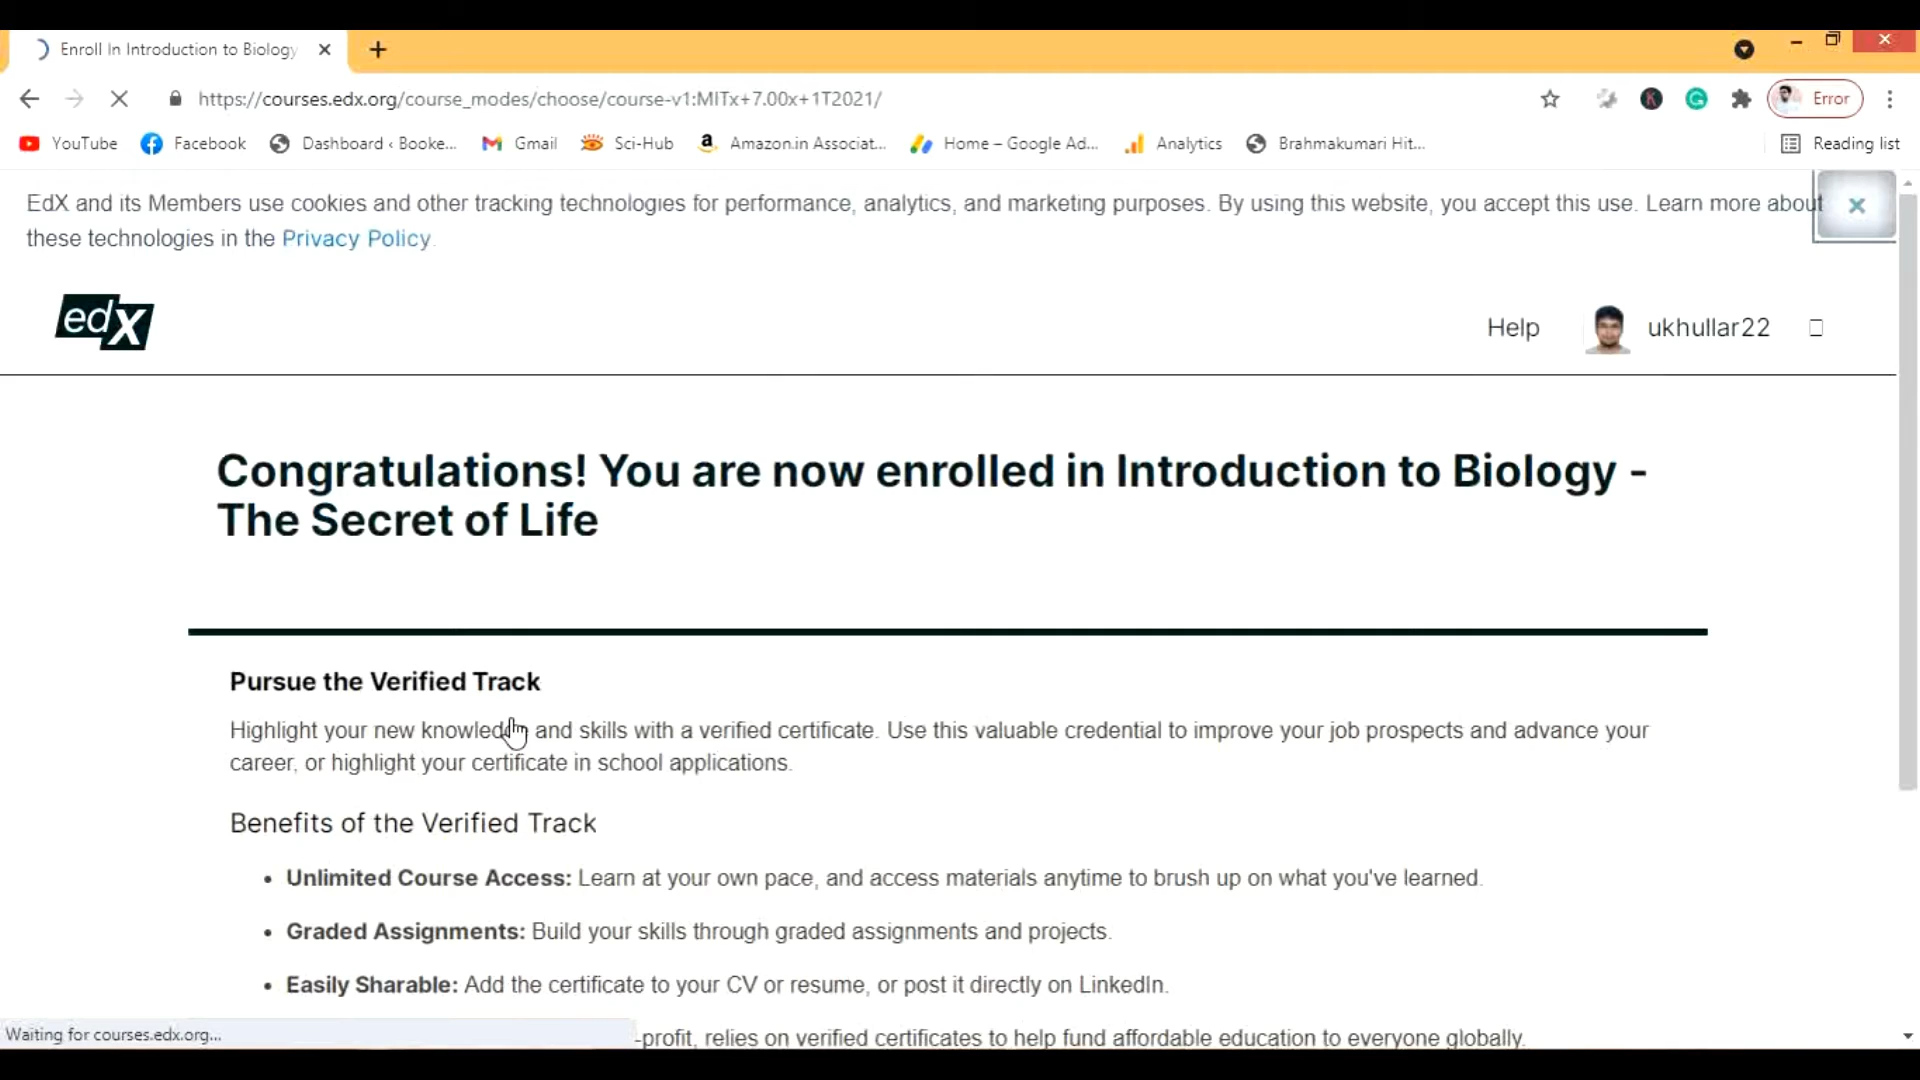 Enroll In Introduction to Biology
https://courses.edx.org/course_modes/choose/course-v1:MITx+7.00x+1T2021/
Error
YouTube Facebook Dashboard ‹ Booke... Gmail Sci-Hub Amazon.in Associat... Home – Google Ad... Analytics Brahmakumari Hit... Reading list
EdX and its Members use cookies and other tracking technologies for performance, analytics, and marketing purposes. By using this website, you accept this use. Learn more about
these technologies in the Privacy Policy.
edX
Help ukhullar22
Congratulations! You are now enrolled in Introduction to Biology -
The Secret of Life
Pursue the Verified Track
Highlight your new knowledge and skills with a verified certificate. Use this valuable credential to improve your job prospects and advance your
career, or highlight your certificate in school applications.
Benefits of the Verified Track
• Unlimited Course Access: Learn at your own pace, and access materials anytime to brush up on what you've learned.
• Graded Assignments: Build your skills through graded assignments and projects.
• Easily Sharable: Add the certificate to your CV or resume, or post it directly on LinkedIn.
-profit, relies on verified certificates to help fund affordable education to everyone globally.
Waiting for courses.edx.org...